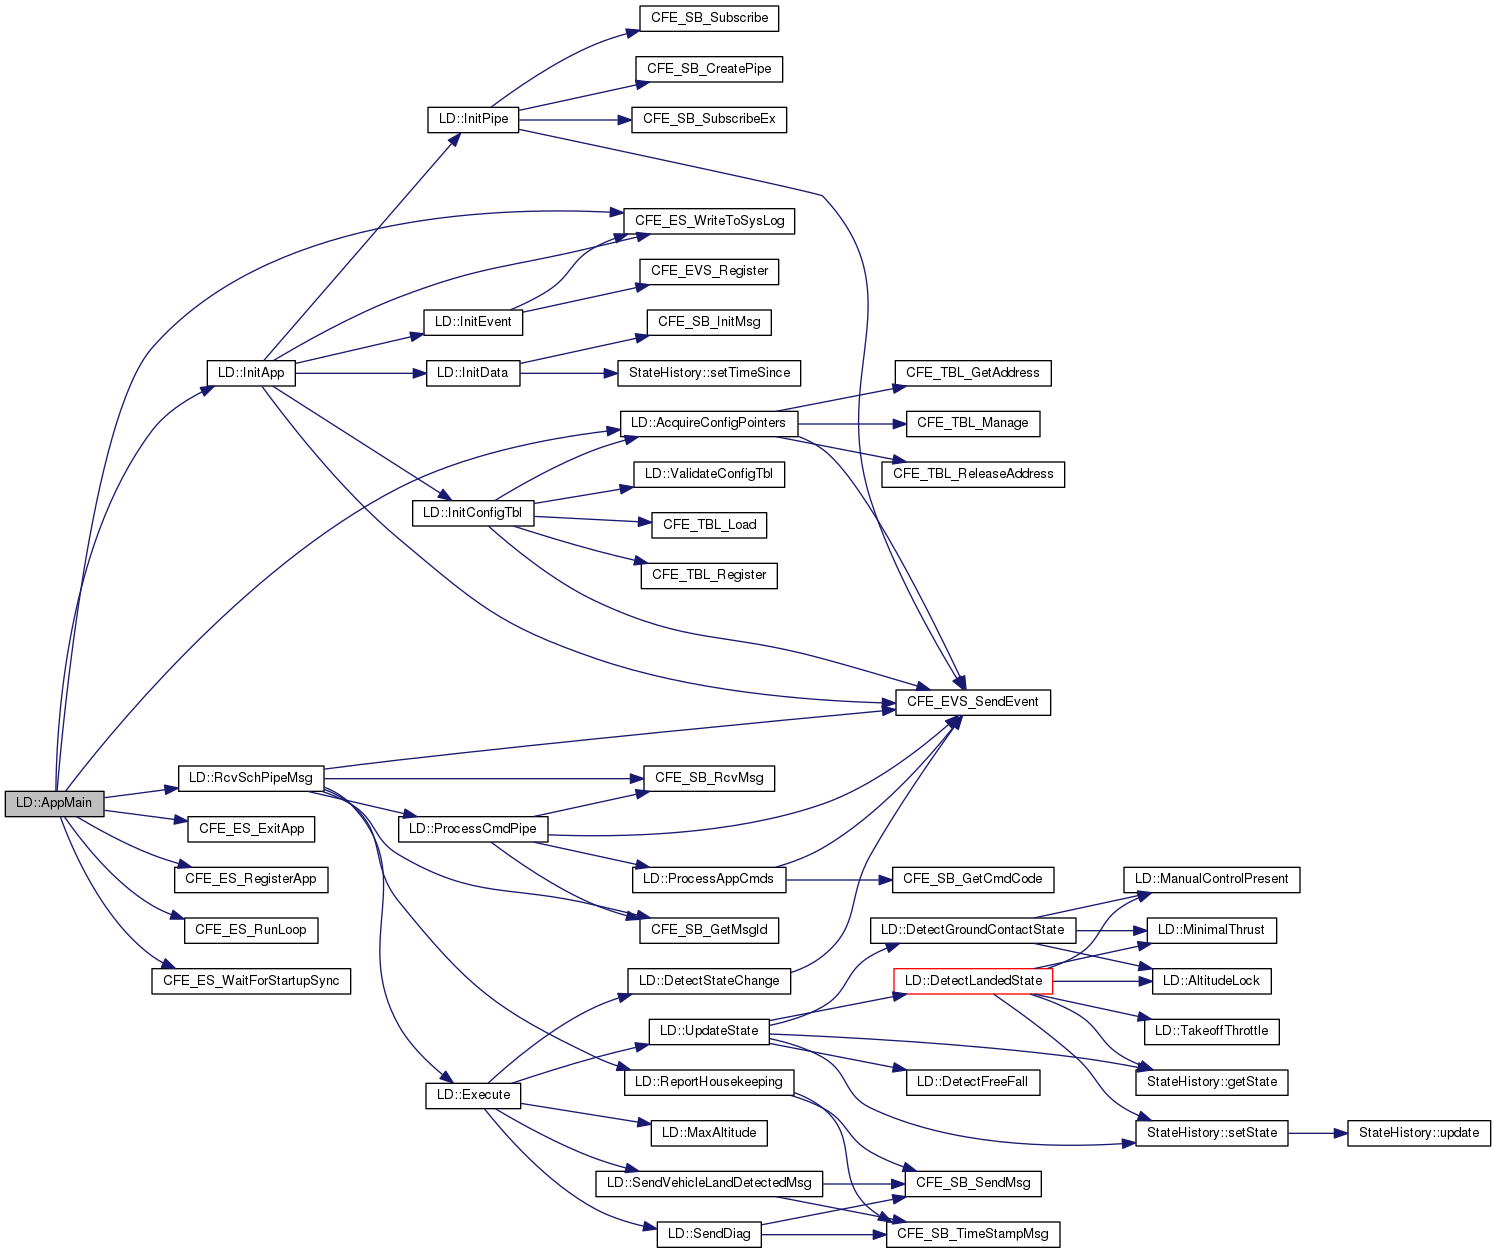 CFE_SB_Subscribe
CFE_SB_CreatePipe
LD::InitPipe
CFE_SB_SubscribeEx
CFE_ES_WriteToSysLog
CFE_EVS_Register
LD::InitEvent
CFE_SB_InitMsg
LD::InitApp
LD::InitData
StateHistory::setTimeSince
CFE_TBL_GetAddress
LD::AcquireConfigPointers
CFE_TBL_Manage
LD::ValidateConfigTbl
CFE_TBL_ReleaseAddress
LD::InitConfigTbl
CFE_TBL_Load
CFE_TBL_Register
CFE_EVS_SendEvent
LD::RcvSchPipeMsg
CFE_SB_RcvMsg
LD::AppMain
CFE_ES_ExitApp
LD::ProcessCmdPipe
CFE_ES_RegisterApp
LD::ProcessAppCmds
CFE_SB_GetCmdCode
LD::ManualControlPresent
CFE_ES_RunLoop
CFE_SB_GetMsgId
LD::DetectGroundContactState
LD::MinimalThrust
CFE_ES_WaitForStartupSync
LD::DetectStateChange
LD::DetectLandedState
LD::AltitudeLock
LD::UpdateState
LD::TakeoffThrottle
LD::Execute
LD::ReportHousekeeping
LD::DetectFreeFall
StateHistory::getState
LD::MaxAltitude
StateHistory::setState
StateHistory::update
LD::SendVehicleLandDetectedMsg
CFE_SB_SendMsg
LD::SendDiag
CFE_SB_TimeStampMsg